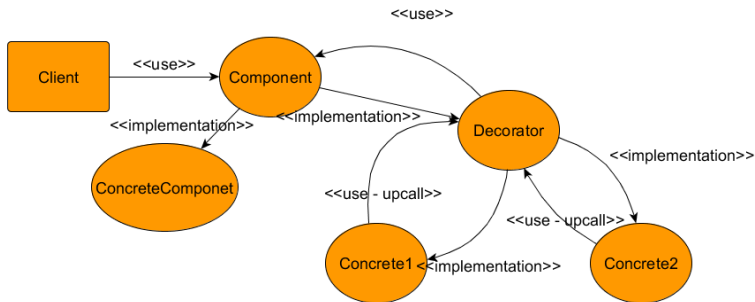 <<use>>
Client
<<use>>
Component
<<implementation>>
<<implementation>>
Decorator
<<implementation>>
ConcreteComponet
<<use - upcall>>
<<use - upcall>>
Concrete1
<<implementation>>
Concrete2